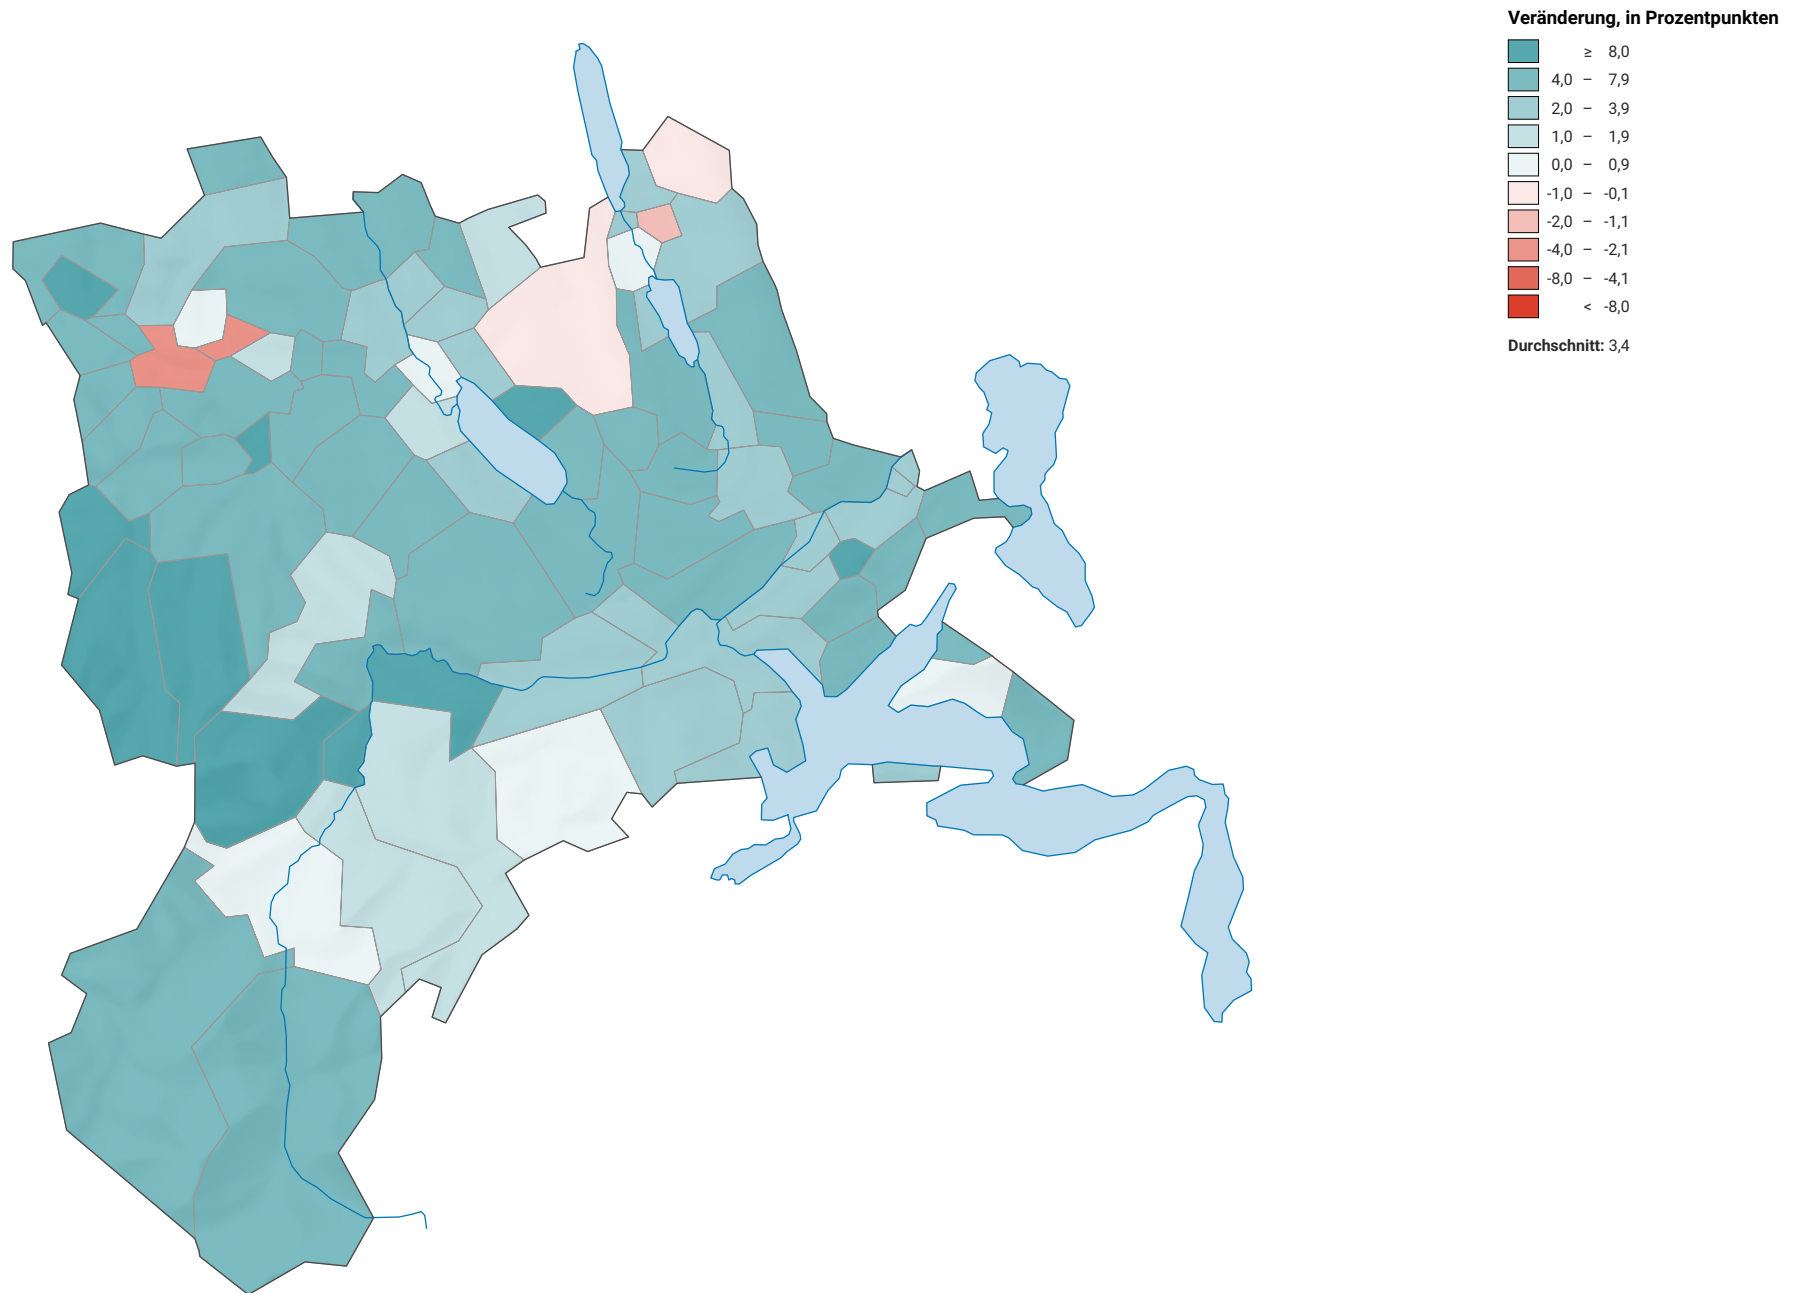 Veränderung, in Prozentpunkten
≥ 8,0
4,0 – 7,9
2,0 – 3,9
1,0 – 1,9
0,0 – 0,9
-1,0 – -0,1
-2,0 – -1,1
-4,0 – -2,1
-8,0 – -4,1
< -8,0
Durchschnitt: 3,4